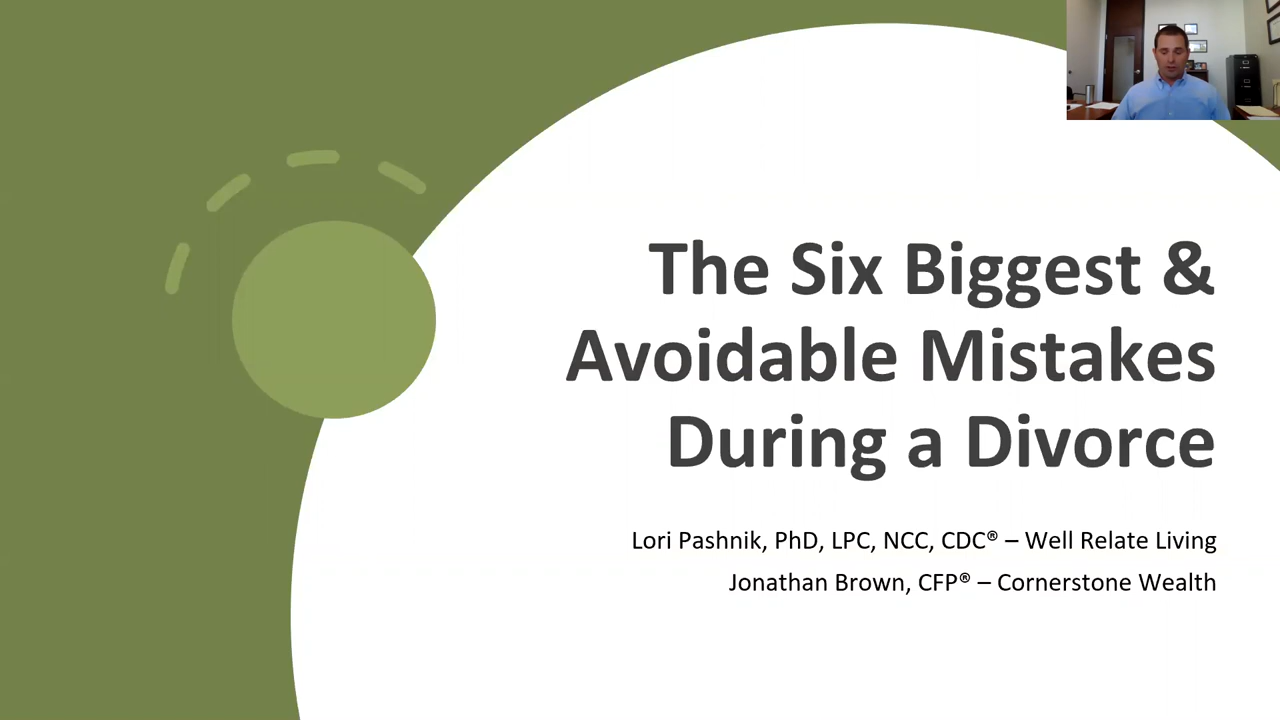 The Six Biggest &
Avoidable Mistakes
During a Divorce
Lori Pashnik, PhD, LPC, NCC, CDC® – Well Relate Living
Jonathan Brown, CFP® – Cornerstone Wealth